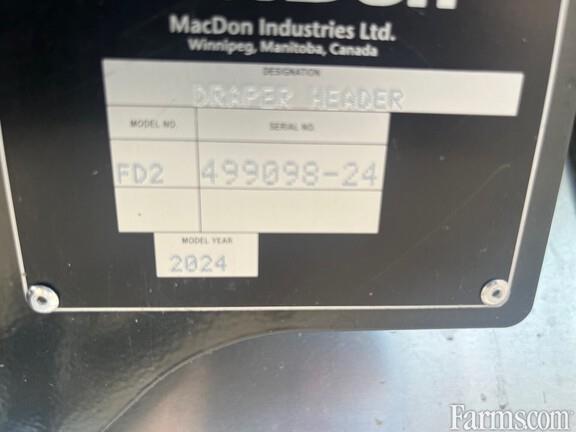 MacDon Industries Ltd.
Winnipeg, Manitoba, Canada
DESIGNATION
DRAPER HEADER
MODEL NO. SERIAL NO.
FD2 499098-24
MODEL YEAR
2024
Farms.com